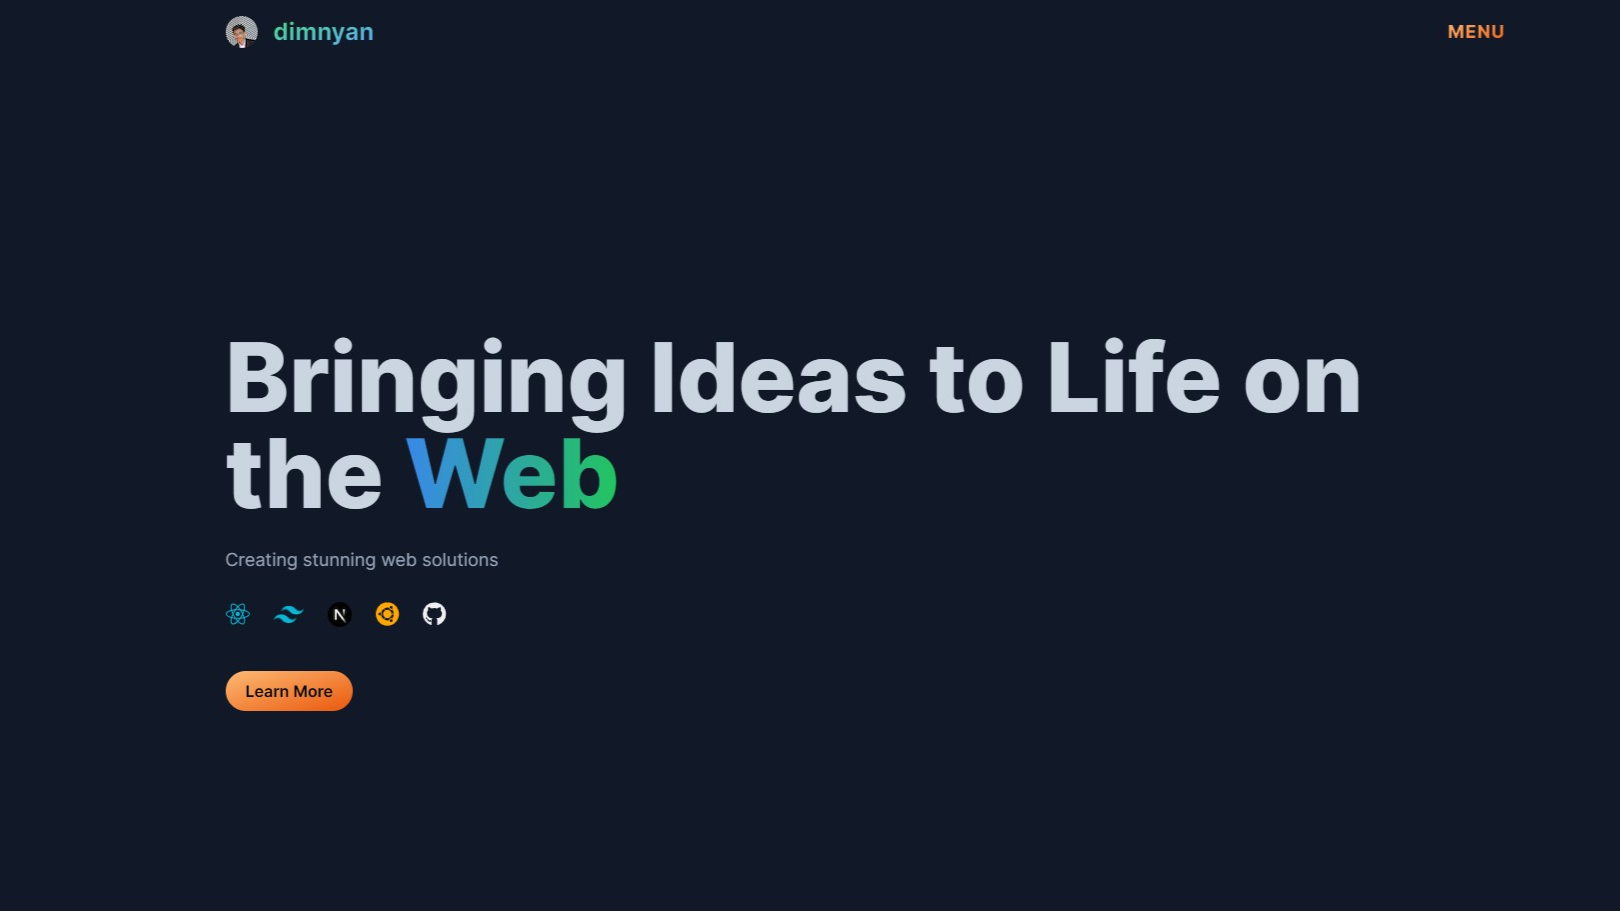 dimnyan
MENU
Bringing Ideas to Life on
the Web
Creating stunning web solutions
N
Learn More